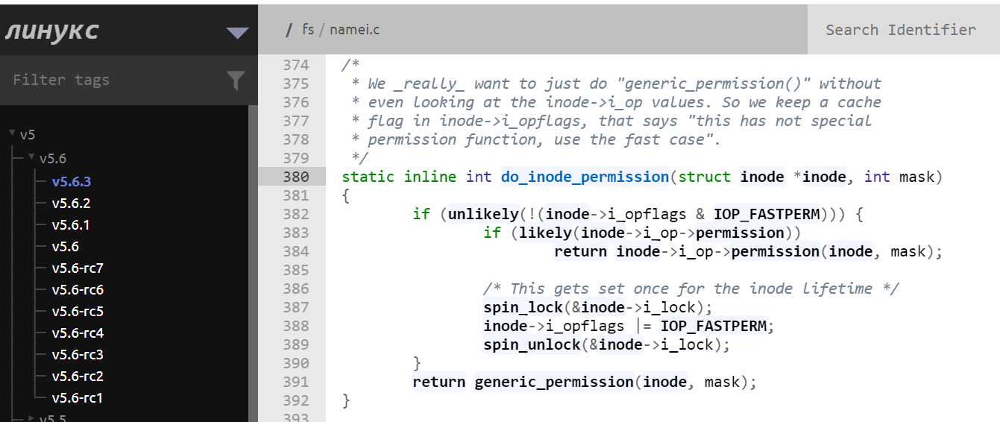 линукс
/ fs / namei.c
Search Identifier
Filter tags
v5
v5.6
v5.6.3
v5.6.2
v5.6.1
v5.6
v5.6-rc7
v5.6-rc6
v5.6-rc5
v5.6-rc4
v5.6-rc3
v5.6-rc2
v5.6-rc1
v5.5
374 /*
375 * We _really_ want to just do "generic_permission()" without
376 * even looking at the inode->i_op values. So we keep a cache
377 * flag in inode->i_opflags, that says "this has not special
378 * permission function, use the fast case".
379 */
380 static inline int do_inode_permission(struct inode *inode, int mask)
381 {
382 if (unlikely(!(inode->i_opflags & IOP_FASTPERM))) {
383 if (likely(inode->i_op->permission))
384 return inode->i_op->permission(inode, mask);
385
386 /* This gets set once for the inode lifetime */
387 spin_lock(&inode->i_lock);
388 inode->i_opflags |= IOP_FASTPERM;
389 spin_unlock(&inode->i_lock);
390 }
391 return generic_permission(inode, mask);
392 }
393